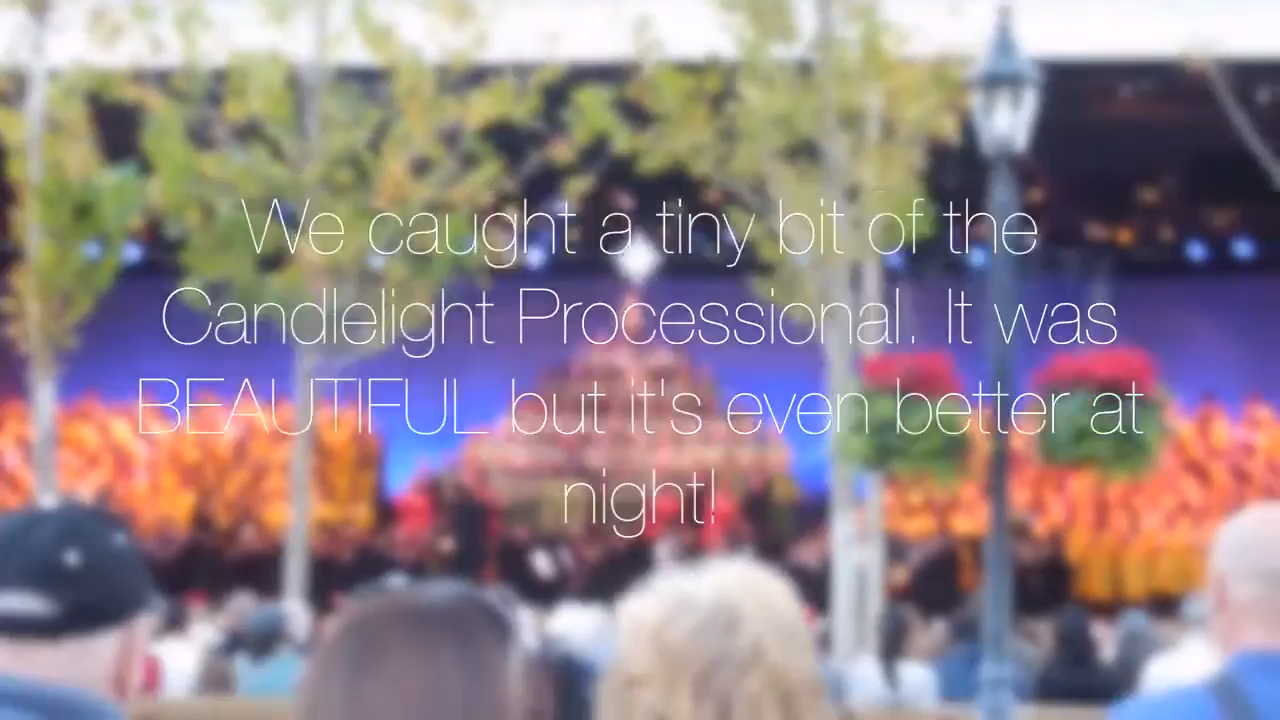 We caught a tiny bit of the
Candlelight Processional. It was
BEAUTIFUL but it's even better at
night!